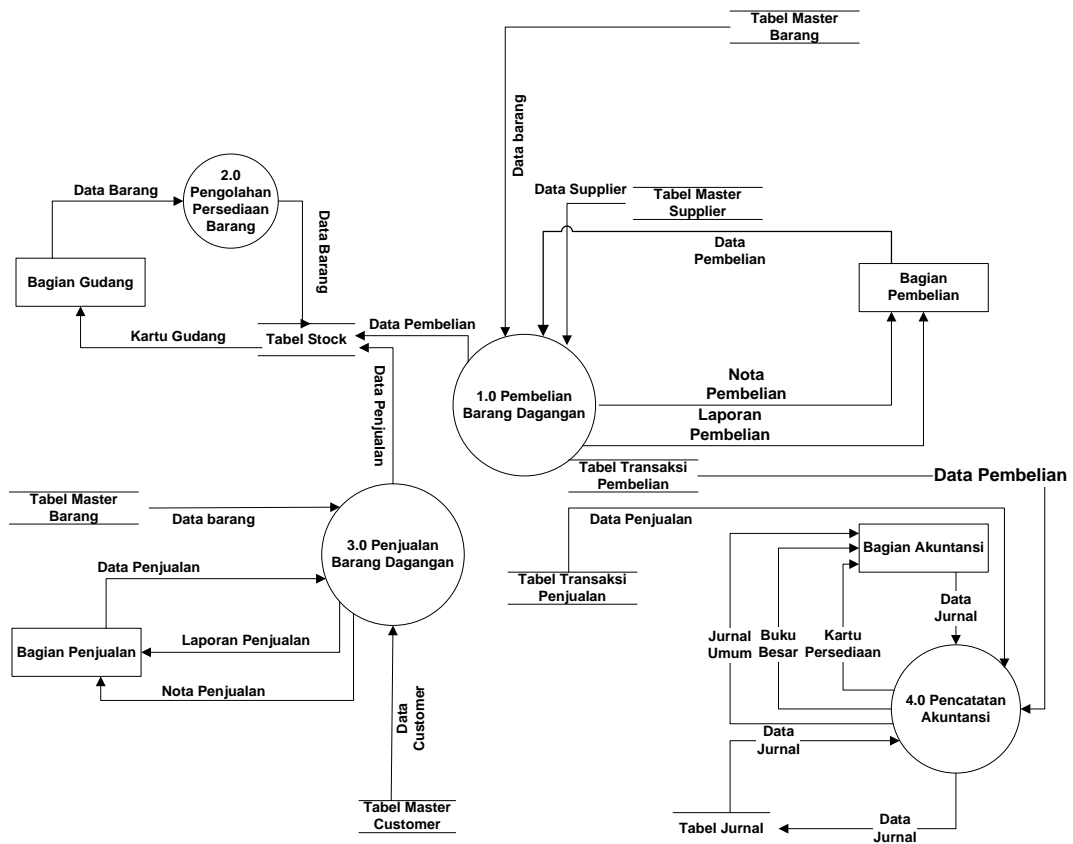 Tabel Master
Barang
Data barang
2.0
Pengolahan
Persediaan
Barang
Data Barang
Data Barang
Bagian Gudang
Kartu Gudang
Tabel Stock
Data Supplier
Tabel Master
Supplier
Data
Pembelian
Bagian
Pembelian
Data Pembelian
1.0 Pembelian
Barang Dagangan
Nota
Pembelian
Laporan
Pembelian
Data Penjualan
Tabel Transaksi
Pembelian
Data Pembelian
Tabel Master
Barang
Data barang
3.0 Penjualan
Barang Dagangan
Data Penjualan
Tabel Transaksi
Penjualan
Bagian Akuntansi
Data Penjualan
Bagian Penjualan
Laporan Penjualan
Nota Penjualan
Data
Customer
Tabel Master
Customer
Jurnal
Umum
Buku
Besar
Kartu
Persediaan
Data
Jurnal
4.0 Pencatatan
Akuntansi
Data
Jurnal
Tabel Jurnal
Data
Jurnal